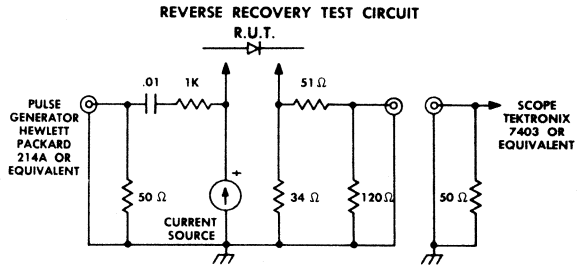 REVERSE RECOVERY TEST CIRCUIT
R.U.T.
.01
1K
51 Ω
PULSE
GENERATOR
HEWLETT
PACKARD
214A OR
EQUIVALENT
SCOPE
TEKTRONIX
7403 OR
EQUIVALENT
50 Ω
+
CURRENT
SOURCE
34 Ω
120Ω
50 Ω